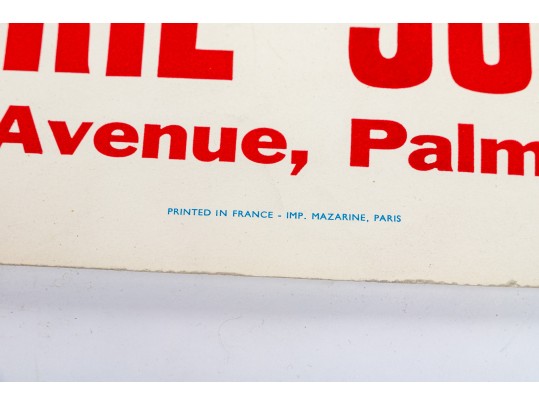 Avenue, Palm
PRINTED IN FRANCE - IMP. MAZARINE, PARIS